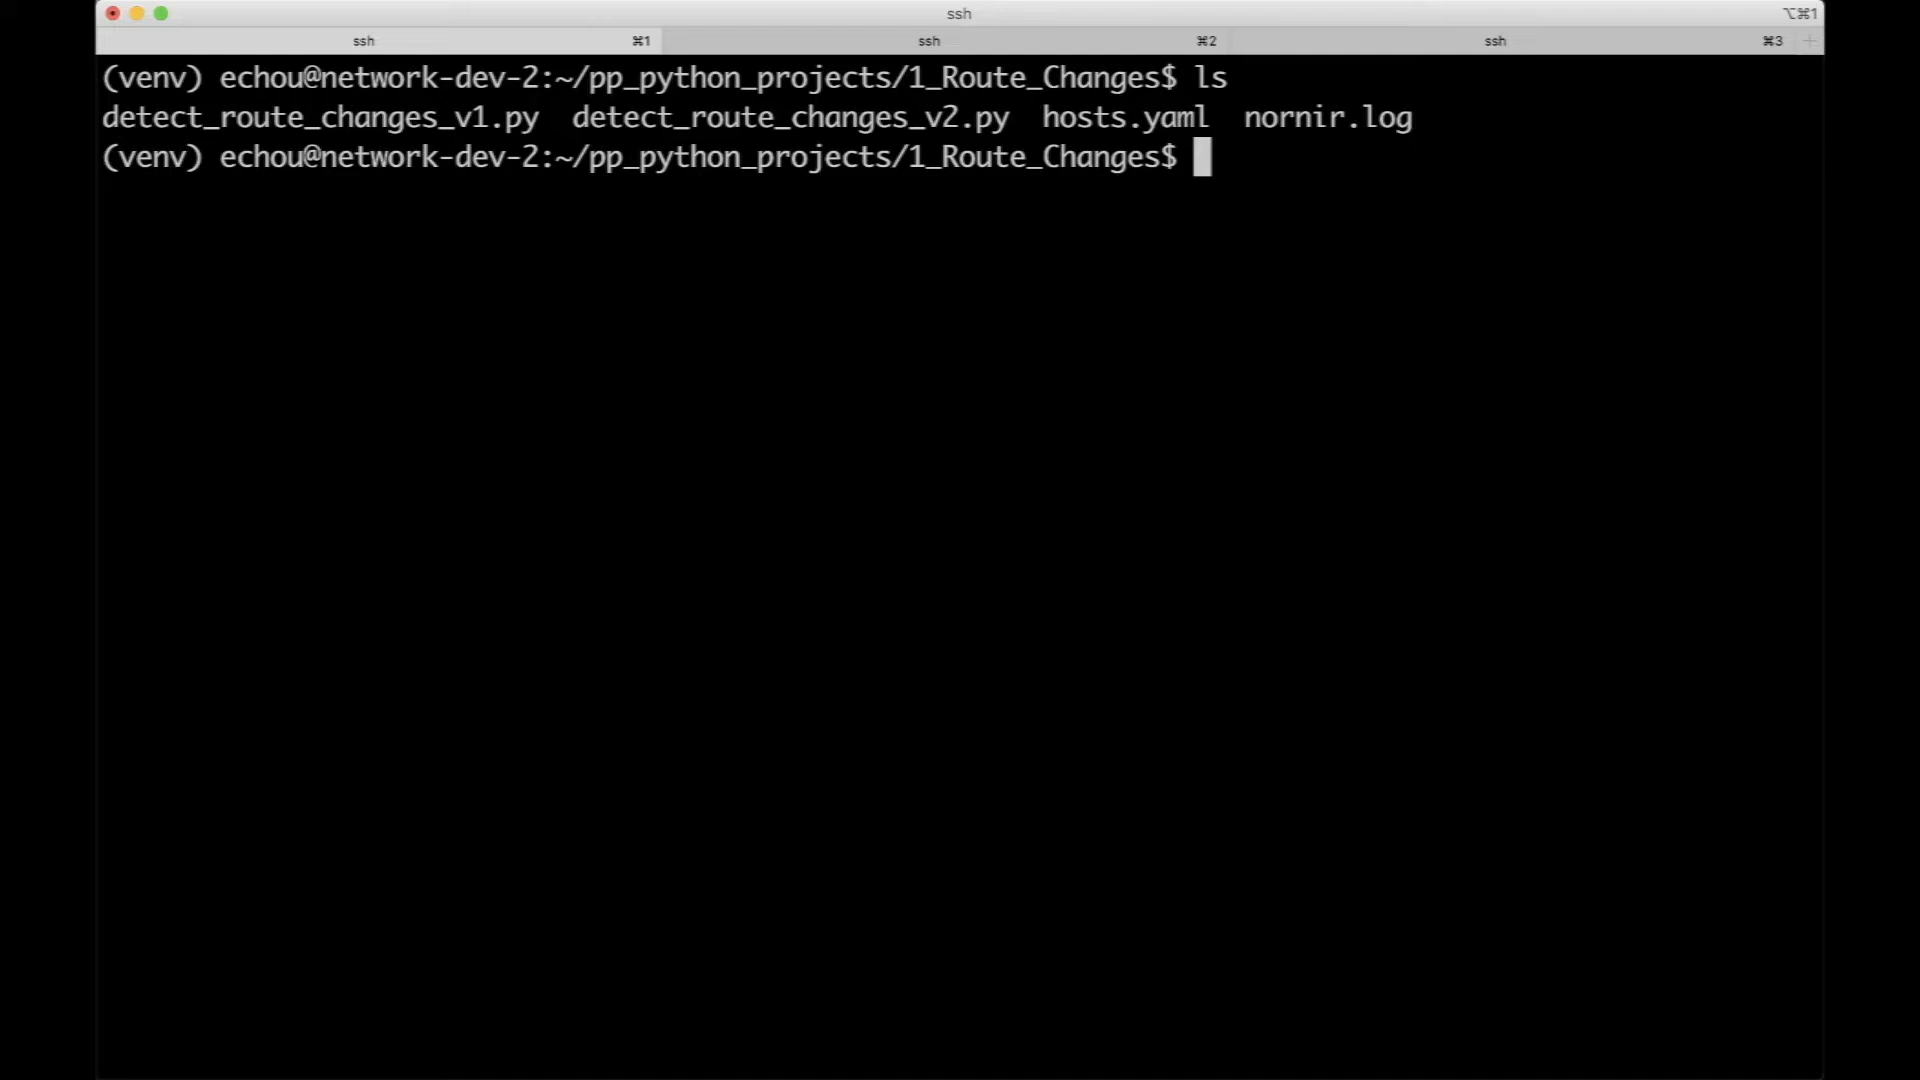 ssh ⌥⌘1
ssh ⌘1 ssh ⌘2 ssh ⌘3 +
(venv) echou@network-dev-2:~/pp_python_projects/1_Route_Changes$ ls
detect_route_changes_v1.py detect_route_changes_v2.py hosts.yaml nornir.log
(venv) echou@network-dev-2:~/pp_python_projects/1_Route_Changes$